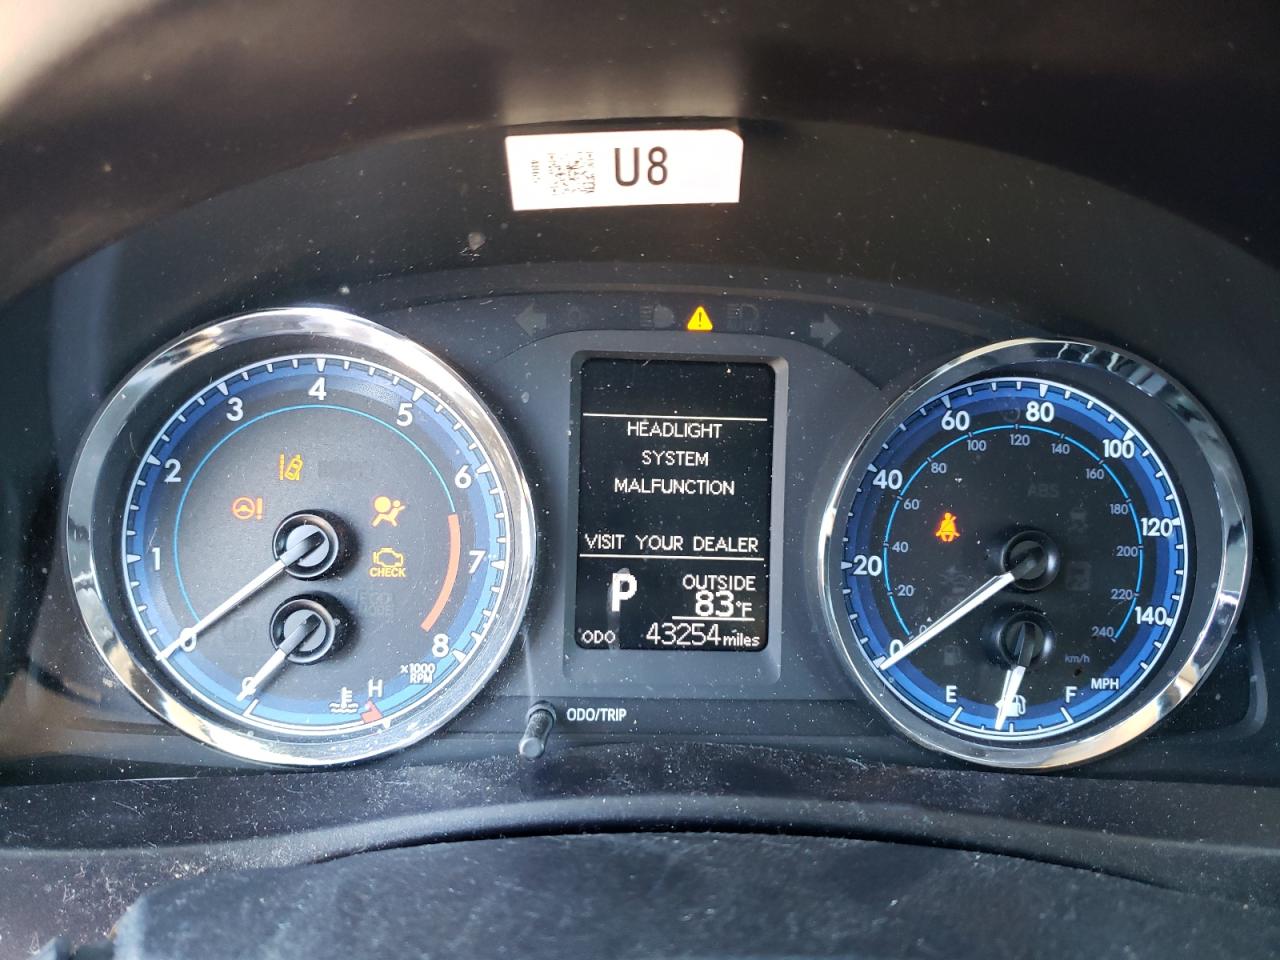 U8
4
3
5
2
6
1
7
0
8
CHECK
x1000
RPM
H
HEADLIGHT
SYSTEM
MALFUNCTION
VISIT YOUR DEALER
P
OUTSIDE
83°F
ODO 43254 miles
ODO/TRIP
60
80
100
40
120
20
140
0
100
120
140
80
160
60
180
40
200
20
220
0
240
ABS
km/h
MPH
E
F